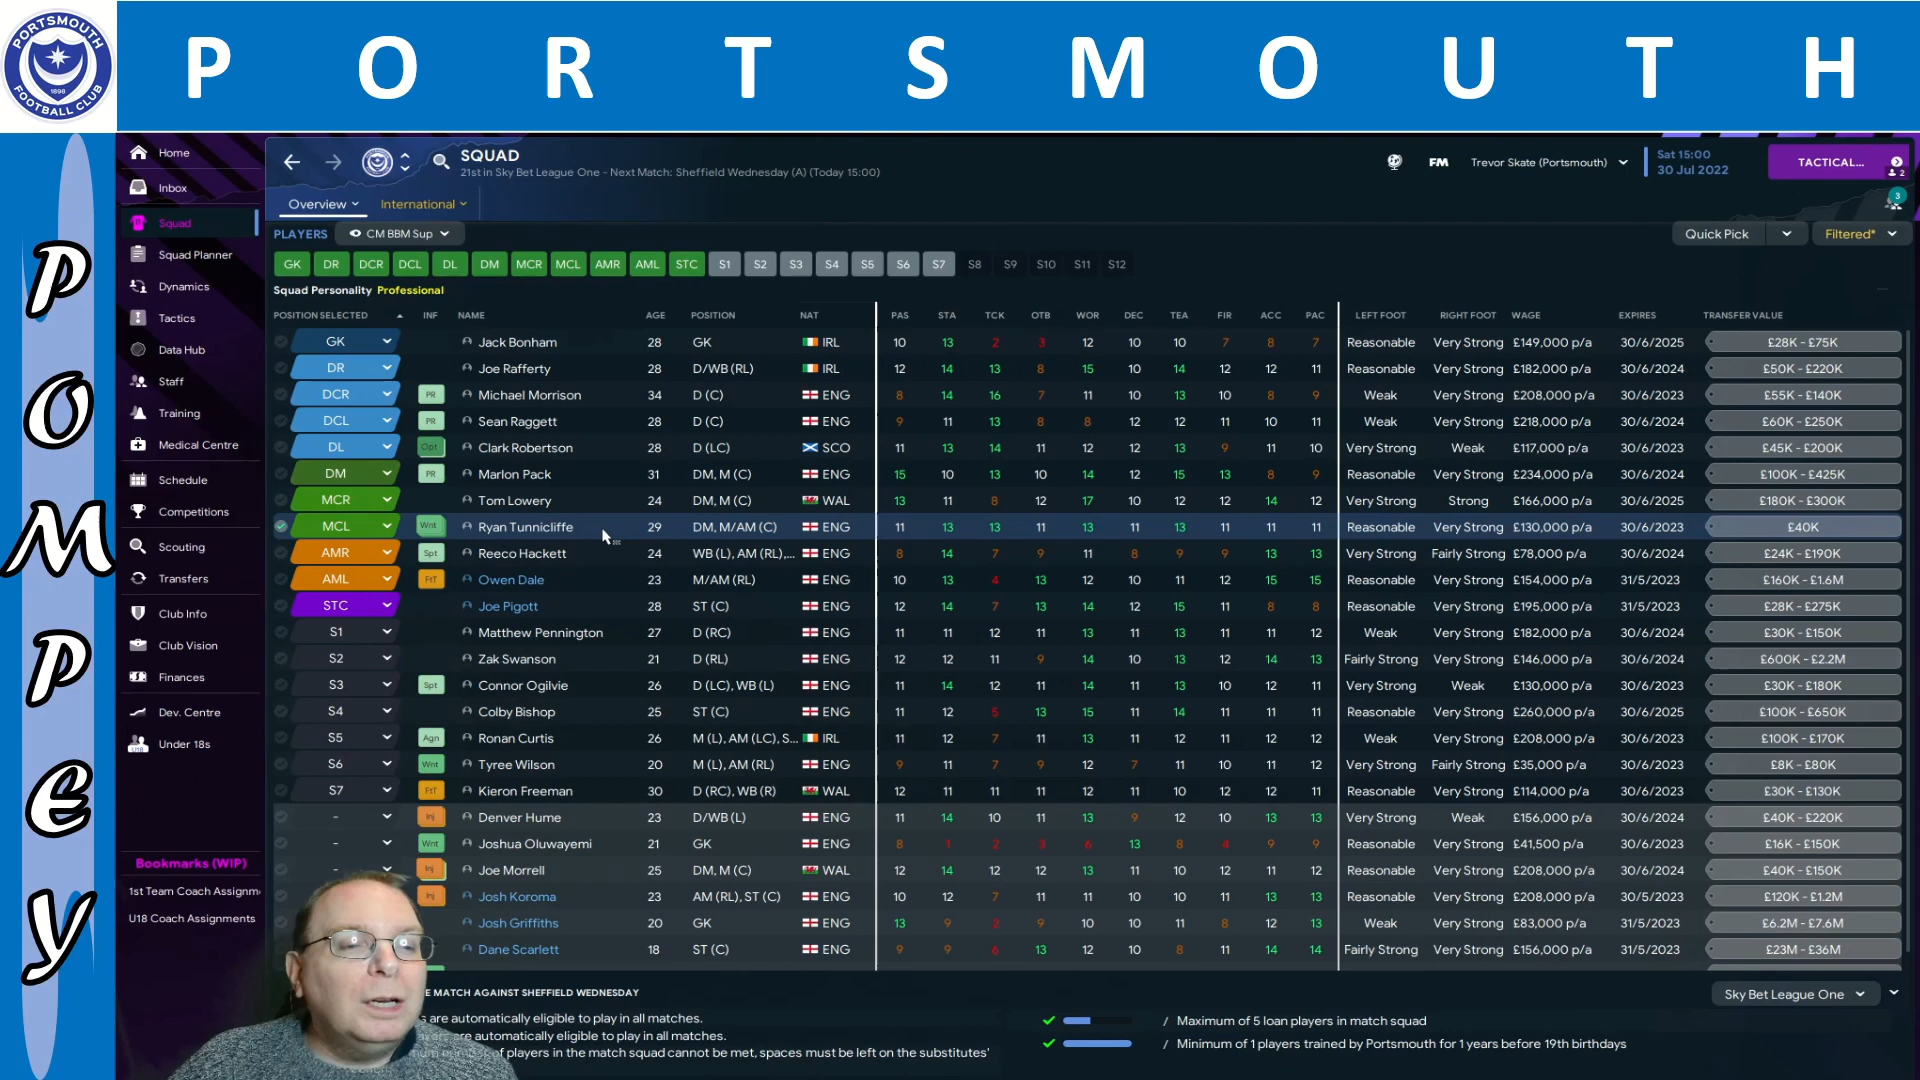 PORTSMOUTH
PORTSMOUTH FOOTBALL CLUB 1898
POMPEY
Home
Inbox
Squad
Squad Planner
Dynamics
Tactics
Data Hub
Staff
Training
Medical Centre
Schedule
Competitions
Scouting
Transfers
Club Info
Club Vision
Finances
Dev. Centre
Under 18s
Bookmarks (WIP)
1st Team Coach Assignm
U18 Coach Assignments
SQUAD
21st in Sky Bet League One - Next Match: Sheffield Wednesday (A) (Today 15:00)
FM Trevor Skate (Portsmouth) Sat 15:00 30 Jul 2022 TACTICAL... 2
Overview International 3
PLAYERS CM BBM Sup Quick Pick Filtered*
GK DR DCR DCL DL DM MCR MCL AMR AML STC S1 S2 S3 S4 S5 S6 S7 S8 S9 S10 S11 S12
Squad Personality Professional
POSITION SELECTED INF NAME AGE POSITION NAT PAS STA TCK OTB WOR DEC TEA FIR ACC PAC LEFT FOOT RIGHT FOOT WAGE EXPIRES TRANSFER VALUE
GK Jack Bonham 28 GK IRL 10 13 2 3 12 10 10 7 8 7 Reasonable Very Strong £149,000 p/a 30/6/2025 £28K - £75K
DR Joe Rafferty 28 D/WB (RL) IRL 12 14 13 8 15 10 14 12 12 11 Reasonable Very Strong £182,000 p/a 30/6/2024 £50K - £220K
DCR PR Michael Morrison 34 D (C) ENG 8 14 16 7 11 10 13 10 8 9 Weak Very Strong £208,000 p/a 30/6/2023 £55K - £140K
DCL PR Sean Raggett 28 D (C) ENG 9 11 13 8 8 12 12 11 10 11 Weak Very Strong £218,000 p/a 30/6/2024 £60K - £250K
DL Opt Clark Robertson 28 D (LC) SCO 11 13 14 11 12 12 13 9 11 10 Very Strong Weak £117,000 p/a 30/6/2023 £45K - £200K
DM PR Marlon Pack 31 DM, M (C) ENG 15 10 13 10 14 12 15 13 8 9 Reasonable Very Strong £234,000 p/a 30/6/2024 £100K - £425K
MCR Tom Lowery 24 DM, M (C) WAL 13 11 8 12 17 10 12 12 14 12 Very Strong Strong £166,000 p/a 30/6/2025 £180K - £300K
MCL Wnt Ryan Tunnicliffe 29 DM, M/AM (C) ENG 11 13 13 11 13 11 13 11 11 11 Reasonable Very Strong £130,000 p/a 30/6/2023 £40K
AMR Spt Reeco Hackett 24 WB (L), AM (RL),... ENG 8 14 7 9 11 8 9 9 13 13 Very Strong Fairly Strong £78,000 p/a 30/6/2024 £24K - £190K
AML FtT Owen Dale 23 M/AM (RL) ENG 10 13 4 13 12 10 11 12 15 15 Reasonable Very Strong £154,000 p/a 31/5/2023 £160K - £1.6M
STC Joe Pigott 28 ST (C) ENG 12 14 7 13 14 12 15 11 8 8 Reasonable Very Strong £195,000 p/a 31/5/2023 £28K - £275K
S1 Matthew Pennington 27 D (RC) ENG 11 11 12 11 13 11 13 11 11 12 Weak Very Strong £182,000 p/a 30/6/2024 £30K - £150K
S2 Zak Swanson 21 D (RL) ENG 12 12 11 9 14 10 13 12 14 13 Fairly Strong Very Strong £146,000 p/a 30/6/2024 £600K - £2.2M
S3 Spt Connor Ogilvie 26 D (LC), WB (L) ENG 11 14 12 11 14 11 13 10 12 11 Very Strong Weak £130,000 p/a 30/6/2023 £30K - £180K
S4 Colby Bishop 25 ST (C) ENG 11 12 5 13 15 11 14 11 11 11 Reasonable Very Strong £260,000 p/a 30/6/2025 £100K - £650K
S5 Agn Ronan Curtis 26 M (L), AM (LC), S... IRL 11 12 7 11 13 11 12 11 12 12 Weak Very Strong £208,000 p/a 30/6/2023 £100K - £170K
S6 Wnt Tyree Wilson 20 M (L), AM (RL) ENG 9 11 7 9 12 7 11 10 11 12 Very Strong Fairly Strong £35,000 p/a 30/6/2023 £8K - £80K
S7 FtT Kieron Freeman 30 D (RC), WB (R) WAL 12 11 11 11 12 11 10 12 12 12 Reasonable Very Strong £114,000 p/a 30/6/2023 £30K - £130K
- Inj Denver Hume 23 D/WB (L) ENG 11 14 10 11 13 9 12 10 13 13 Very Strong Weak £156,000 p/a 30/6/2024 £40K - £220K
- Wnt Joshua Oluwayemi 21 GK ENG 8 1 2 3 6 13 8 4 9 9 Reasonable Very Strong £41,500 p/a 30/6/2023 £16K - £150K
- Inj Joe Morrell 25 DM, M (C) WAL 12 14 12 12 13 11 10 12 11 12 Reasonable Very Strong £208,000 p/a 30/6/2024 £40K - £150K
Inj Josh Koroma 23 AM (RL), ST (C) ENG 10 12 7 11 11 10 10 11 13 13 Reasonable Very Strong £208,000 p/a 30/5/2023 £120K - £1.2M
Josh Griffiths 20 GK ENG 13 9 2 9 10 10 11 8 12 13 Weak Very Strong £83,000 p/a 31/5/2023 £6.2M - £7.6M
Dane Scarlett 18 ST (C) ENG 9 9 6 13 12 10 8 11 14 14 Fairly Strong Very Strong £156,000 p/a 31/5/2023 £23M - £36M
E MATCH AGAINST SHEFFIELD WEDNESDAY Sky Bet League One
s are automatically eligible to play in all matches.
are automatically eligible to play in all matches.
of players in the match squad cannot be met, spaces must be left on the substitutes'
/ Maximum of 5 loan players in match squad
/ Minimum of 1 players trained by Portsmouth for 1 years before 19th birthdays